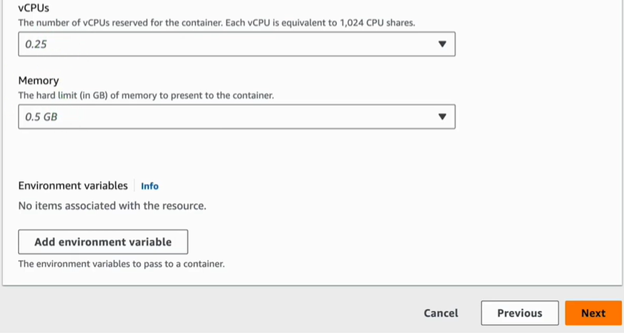 vCPUs
The number of vCPUs reserved for the container. Each vCPU is equivalent to 1,024 CPU shares.
0.25
Memory
The hard limit (in GB) of memory to present to the container.
0.5 GB
Environment variables Info
No items associated with the resource.
Add environment variable
The environment variables to pass to a container.
Cancel Previous Next